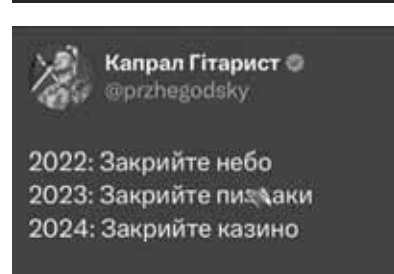 Капрал Гітарист
@przhegodsky
2022: Закрийте небо
2023: Закрийте
2024: Закрийте казино